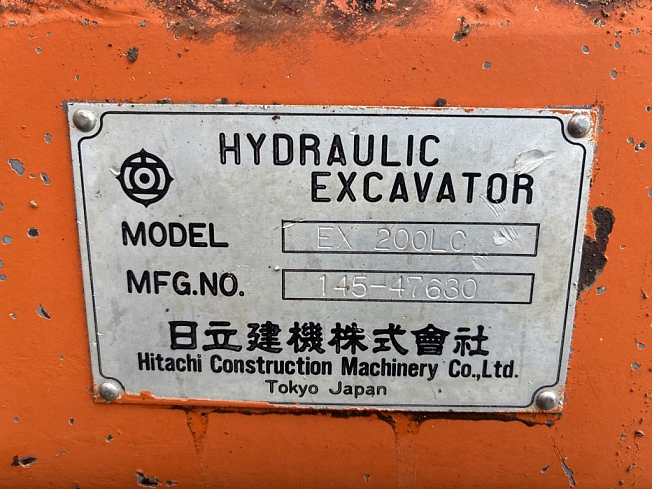 HYDRAULIC
EXCAVATOR
MODEL EX 200LC
MFG.NO. 145-47630
日立建機株式會社
Hitachi Construction Machinery Co.,Ltd.
Tokyo Japan